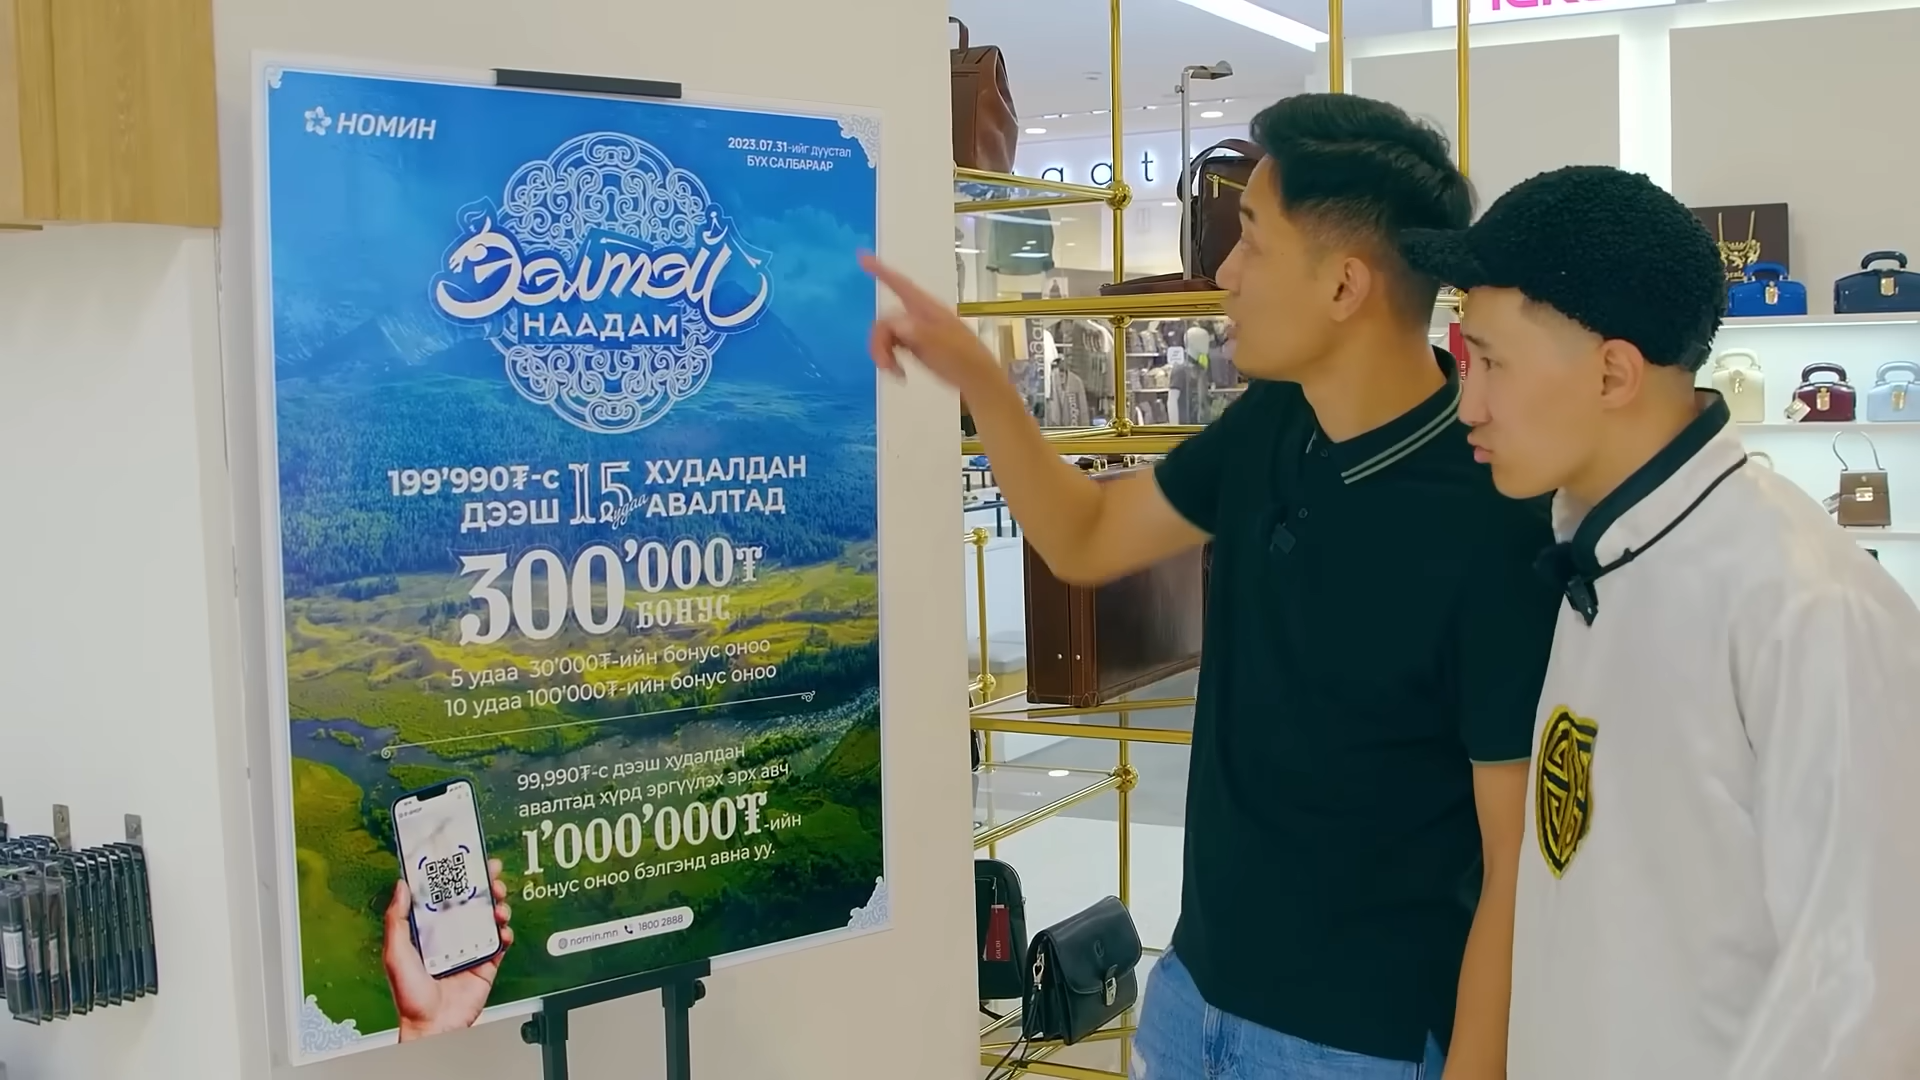 НОМИН
2023.07.31-ийг дуустал
БҮХ САЛБАРААР
Ээлтэй
НААДАМ
199'990₮-с
ДЭЭШ
15
удаа
ХУДАЛДАН
АВАЛТАД
300'000₮
БОНУС
5 удаа 30'000₮-ийн бонус оноо
10 удаа 100'000₮-ийн бонус оноо
99,990₮-с дээш худалдан
авалтад хүрд эргүүлэх эрх авч
1'000'000₮-ийн
бонус оноо бэлгэнд авна уу.
nomin.mn 1800 2888
GILDI